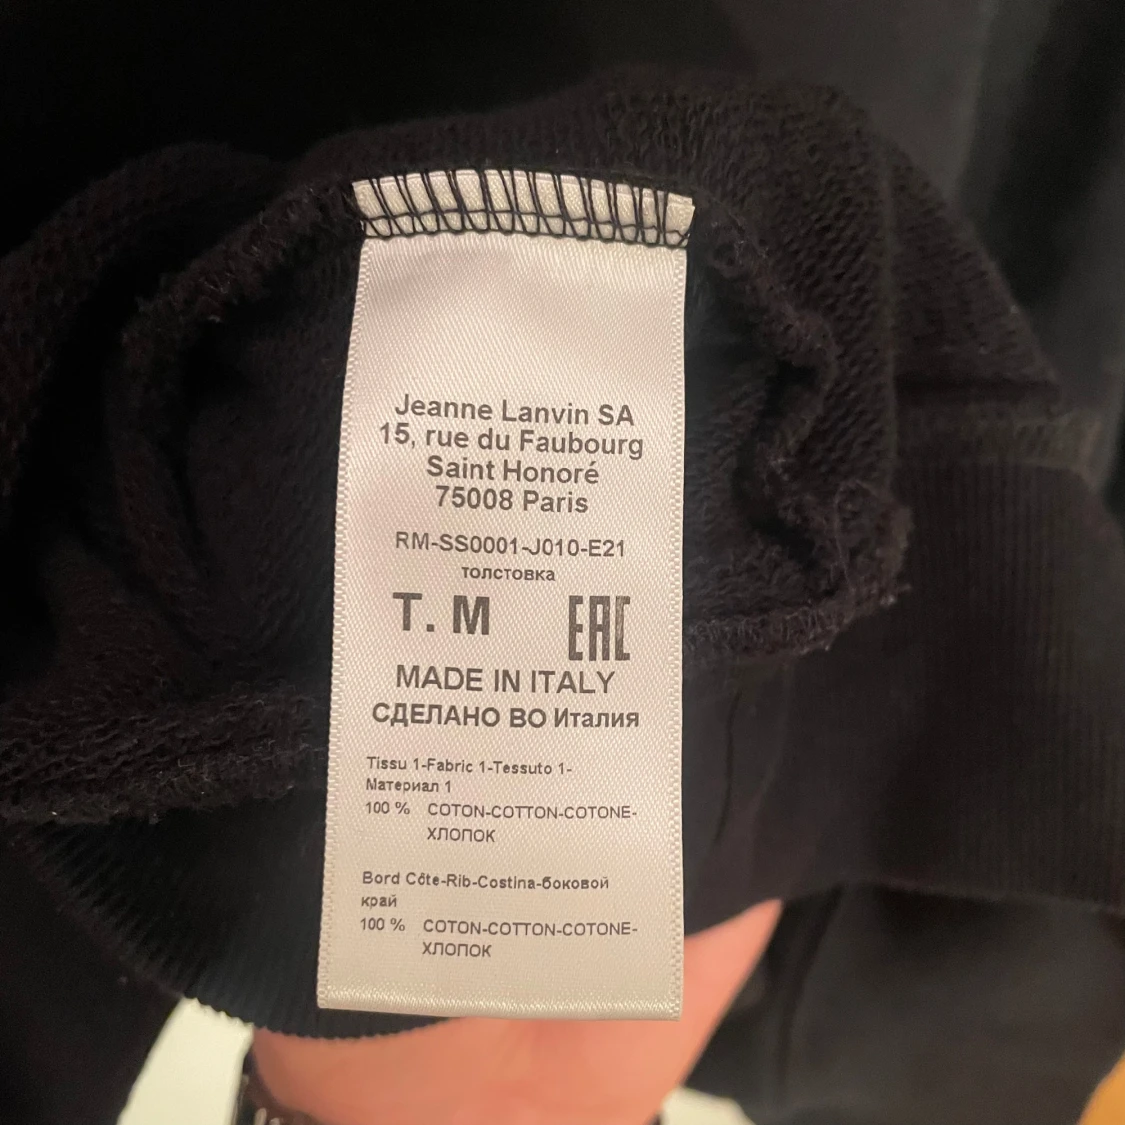 Jeanne Lanvin SA
15, rue du Faubourg
Saint Honoré
75008 Paris
RM-SS0001-J010-E21
толстовка
T. M EAC
MADE IN ITALY
СДЕЛАНО ВО Италия
Tissu 1-Fabric 1-Tessuto 1-
Материал 1
100 % COTON-COTTON-COTONE-
ХЛОПОК
Bord Côte-Rib-Costina-боковой
край
100 % COTON-COTTON-COTONE-
ХЛОПОК